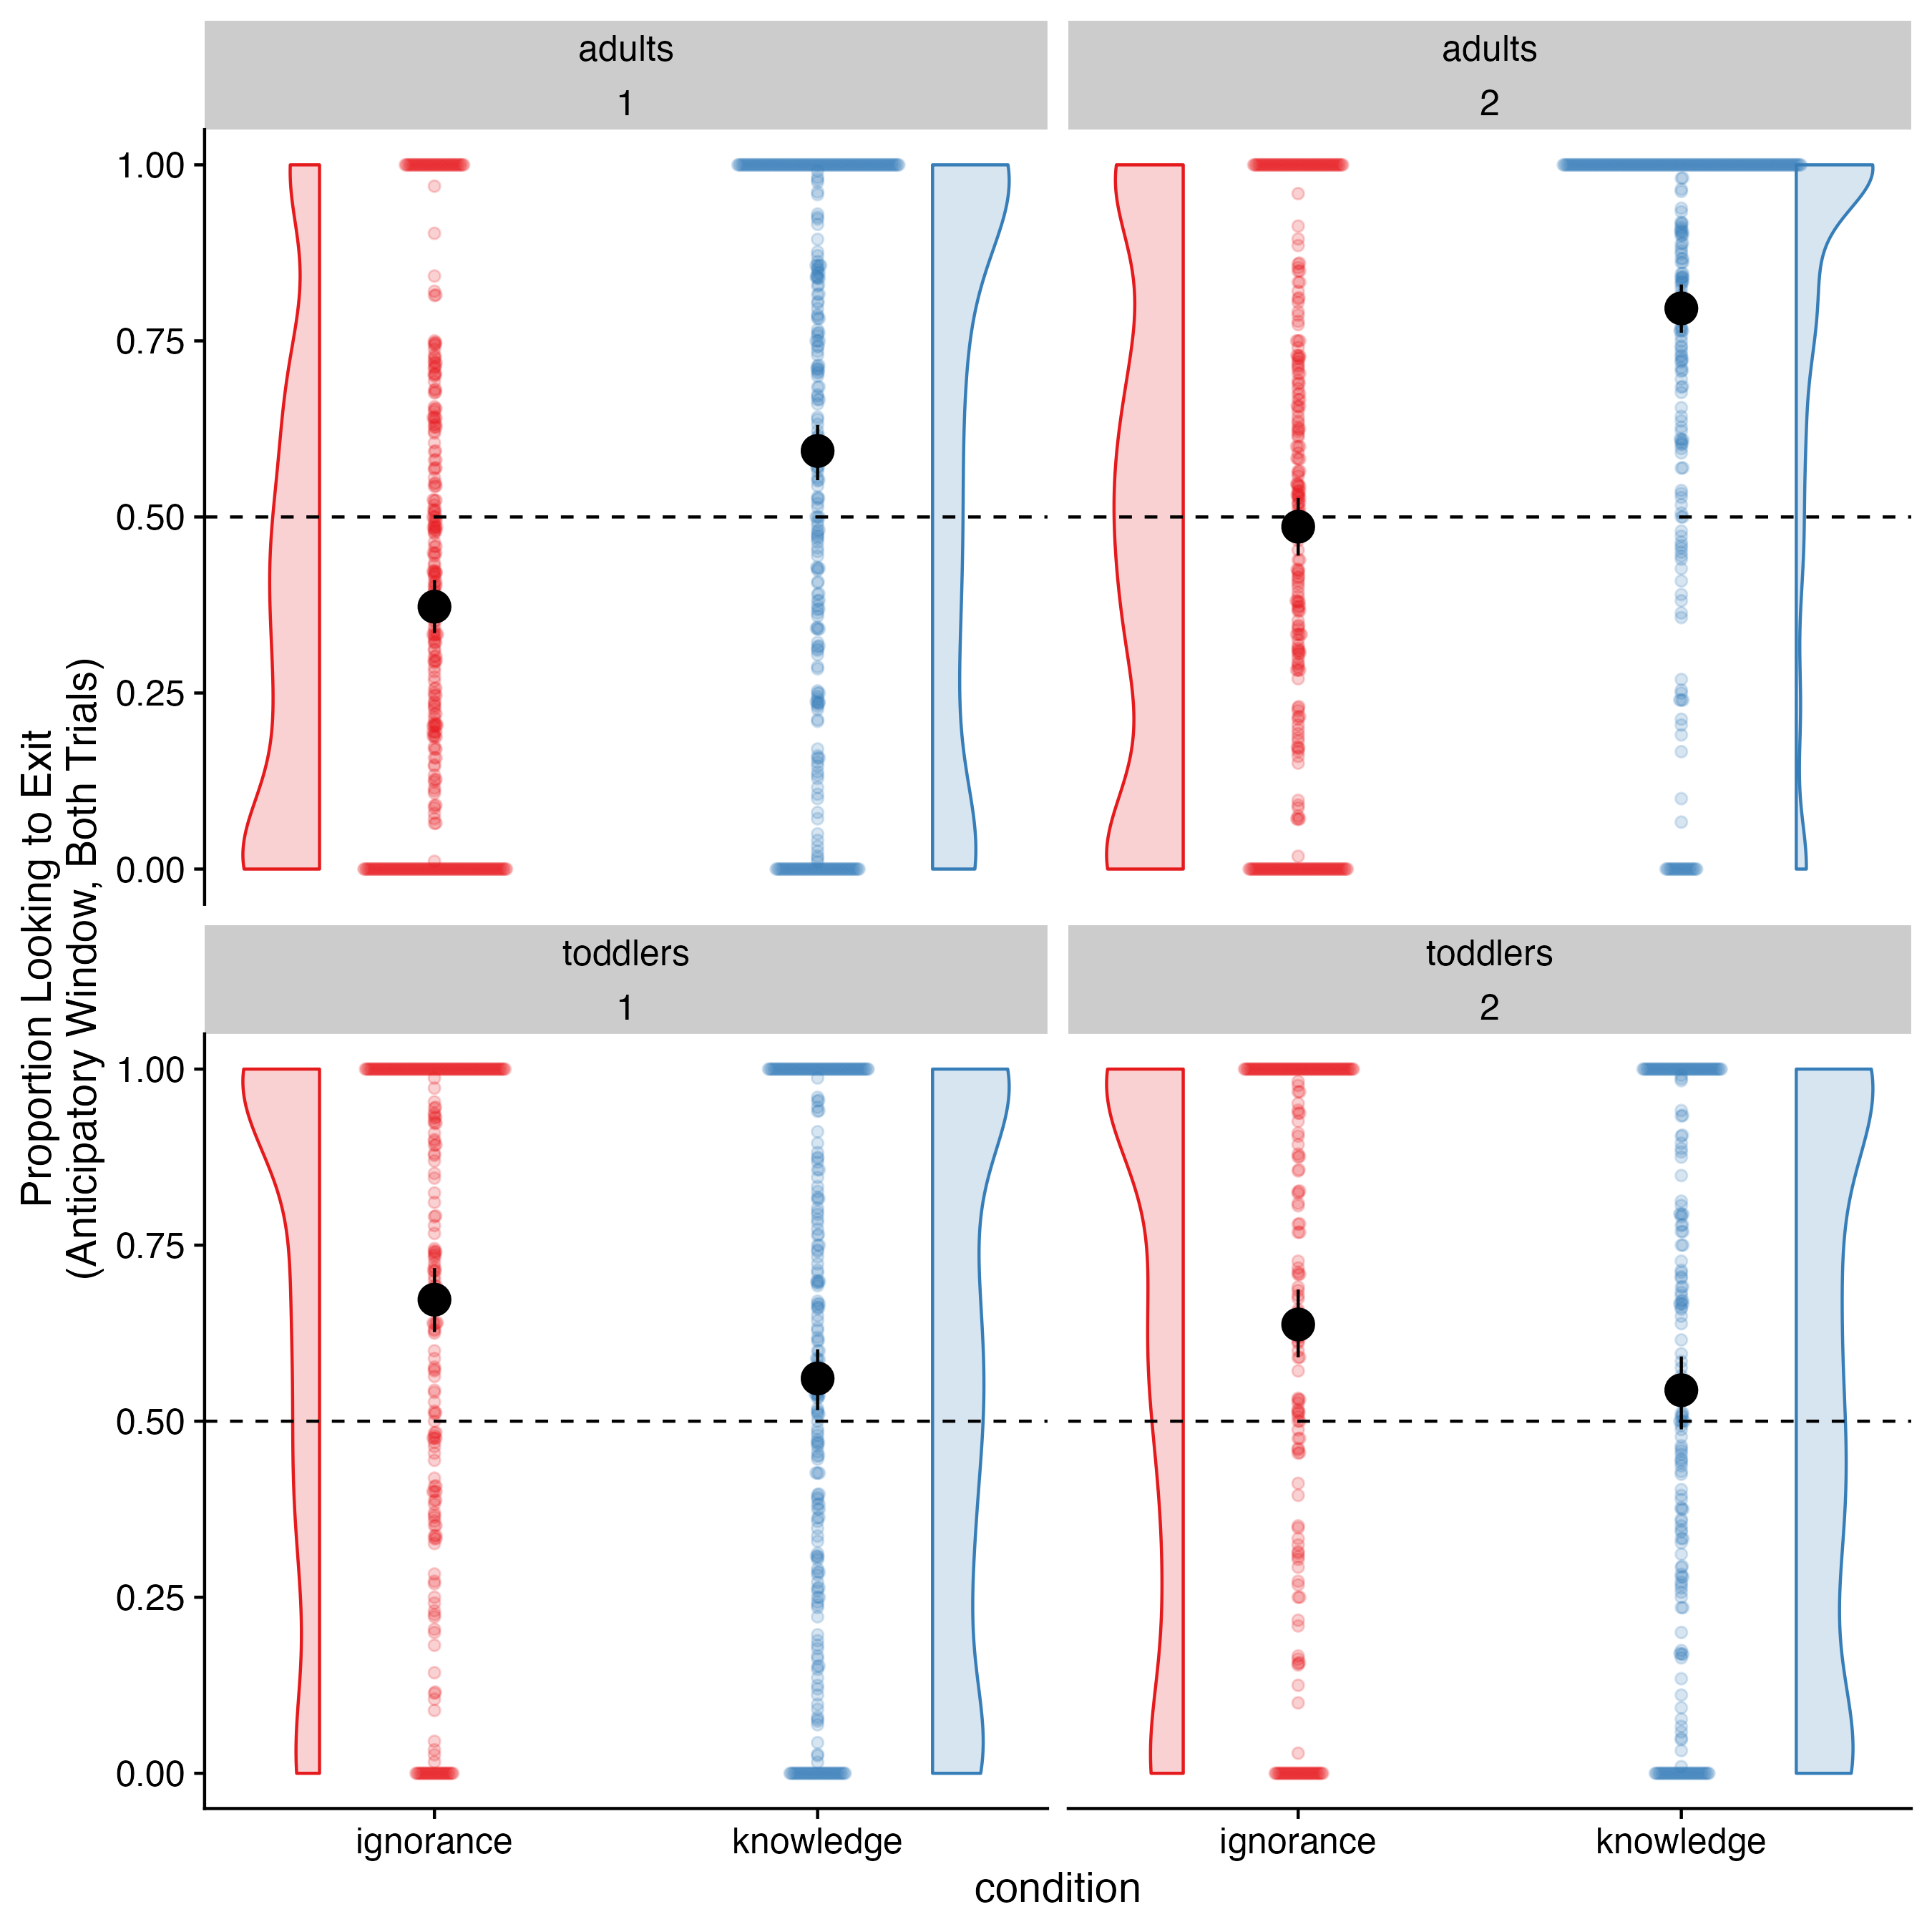 adults
1
adults
2
1.00
0.75
0.50
0.25
0.00
toddlers
1
toddlers
2
1.00
0.75
0.50
0.25
0.00
ignorance
knowledge
ignorance
knowledge
condition
Proportion Looking to Exit
(Anticipatory Window, Both Trials)